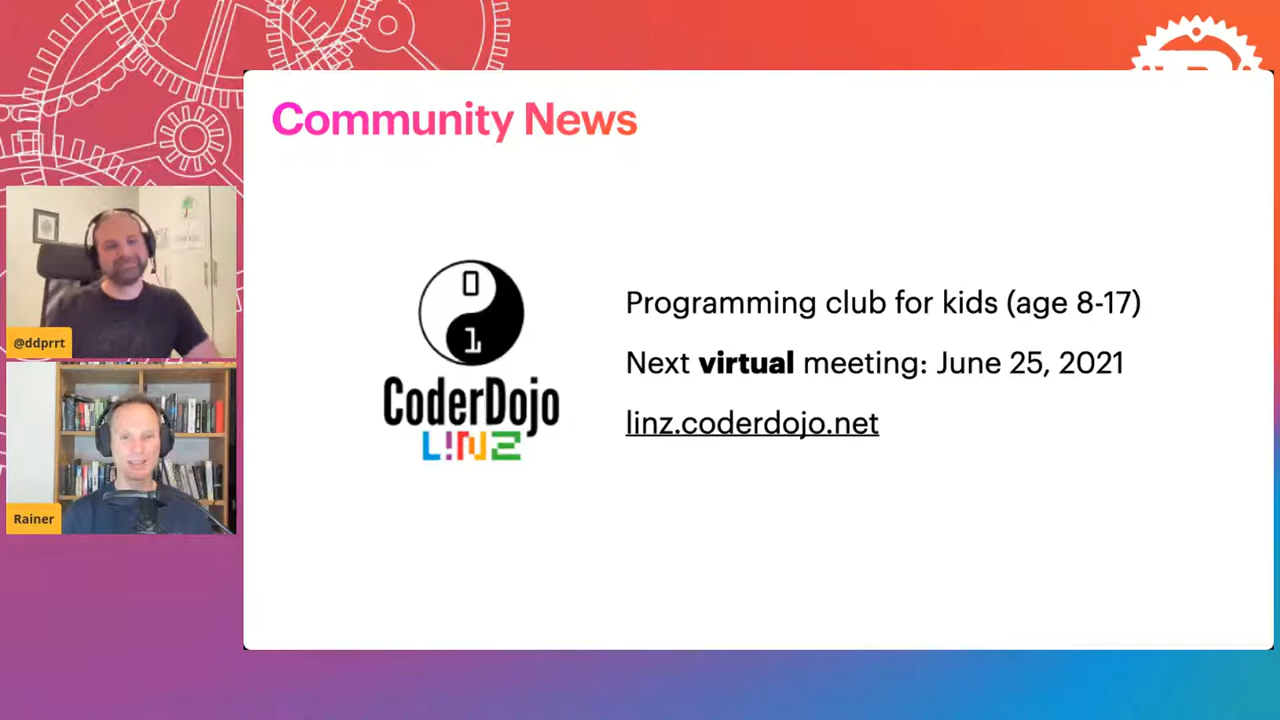 Community News
@ddprrt
Rainer
0
1
CoderDojo
L!NZ
Programming club for kids (age 8-17)
Next virtual meeting: June 25, 2021
linz.coderdojo.net